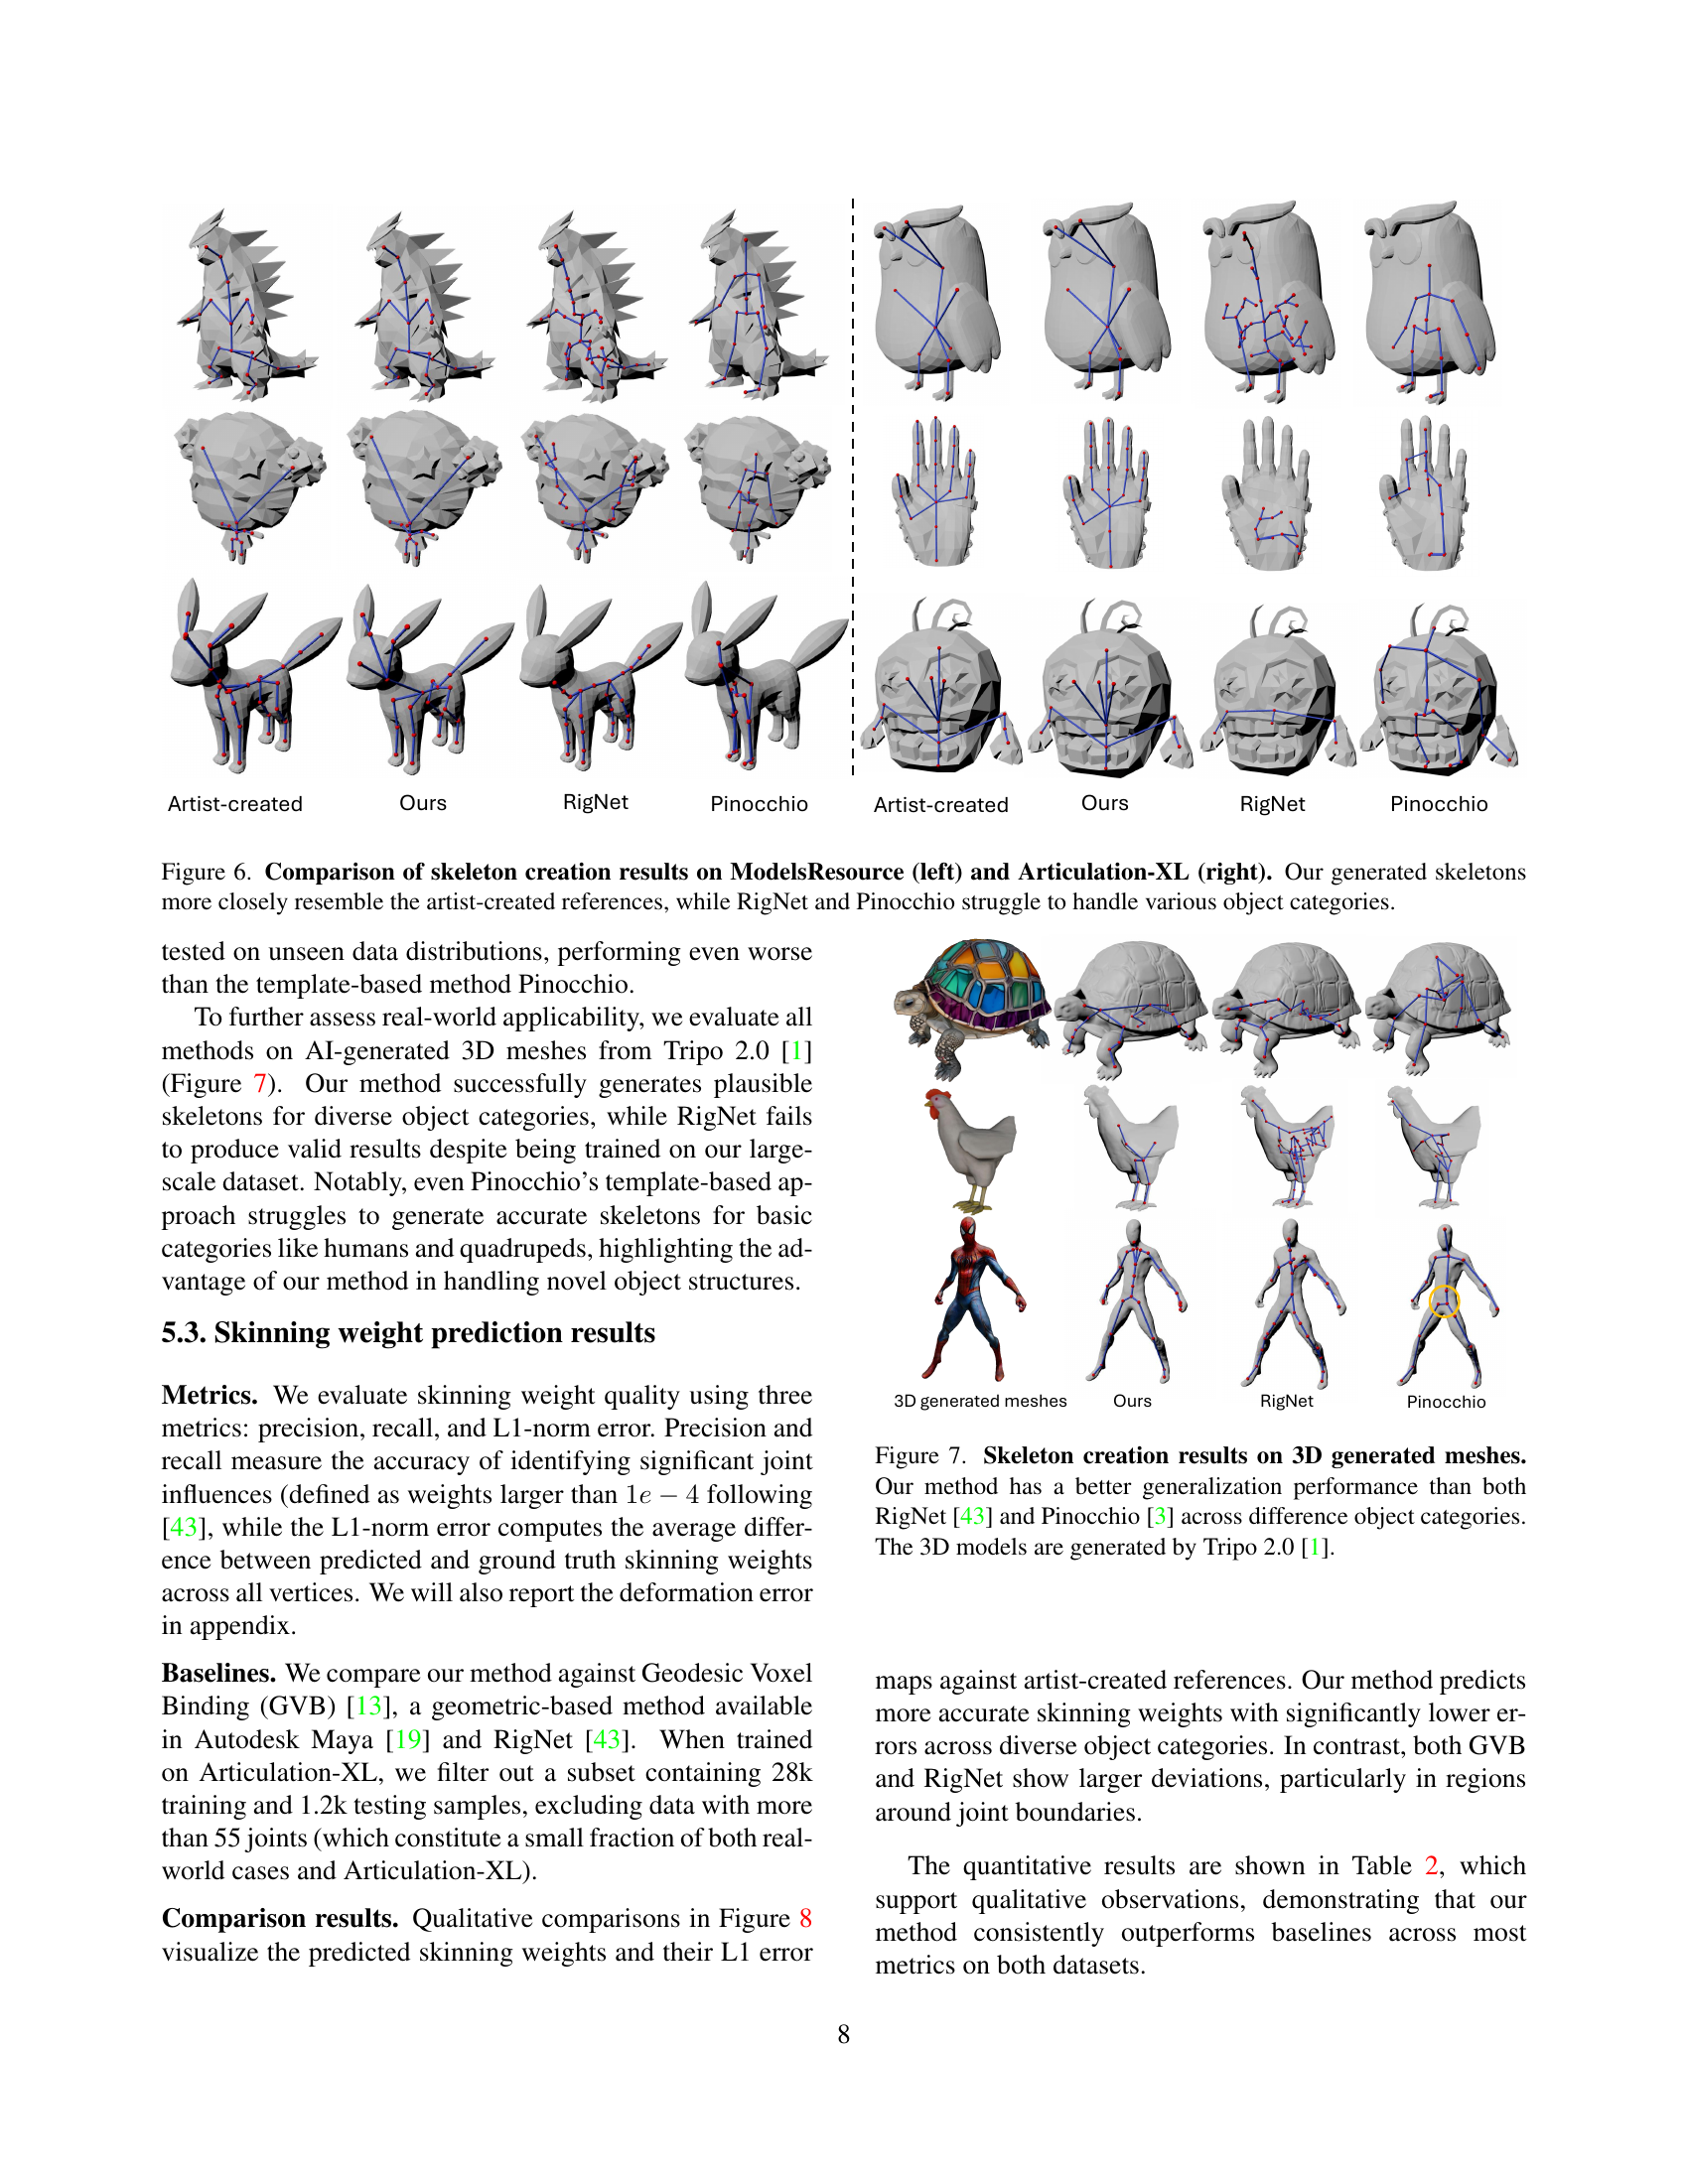 Artist-created Ours RigNet Pinocchio Artist-created Ours RigNet Pinocchio
Figure 6. Comparison of skeleton creation results on ModelsResource (left) and Articulation-XL (right). Our generated skeletons
more closely resemble the artist-created references, while RigNet and Pinocchio struggle to handle various object categories.
tested on unseen data distributions, performing even worse
than the template-based method Pinocchio.
To further assess real-world applicability, we evaluate all
methods on AI-generated 3D meshes from Tripo 2.0 [1]
(Figure 7). Our method successfully generates plausible
skeletons for diverse object categories, while RigNet fails
to produce valid results despite being trained on our large-
scale dataset. Notably, even Pinocchio's template-based ap-
proach struggles to generate accurate skeletons for basic
categories like humans and quadrupeds, highlighting the ad-
vantage of our method in handling novel object structures.
5.3. Skinning weight prediction results
Metrics. We evaluate skinning weight quality using three
metrics: precision, recall, and L1-norm error. Precision and
recall measure the accuracy of identifying significant joint
influences (defined as weights larger than 1e − 4 following
[43], while the L1-norm error computes the average differ-
ence between predicted and ground truth skinning weights
across all vertices. We will also report the deformation error
in appendix.
Baselines. We compare our method against Geodesic Voxel
Binding (GVB) [13], a geometric-based method available
in Autodesk Maya [19] and RigNet [43]. When trained
on Articulation-XL, we filter out a subset containing 28k
training and 1.2k testing samples, excluding data with more
than 55 joints (which constitute a small fraction of both real-
world cases and Articulation-XL).
Comparison results. Qualitative comparisons in Figure 8
visualize the predicted skinning weights and their L1 error
3D generated meshes Ours RigNet Pinocchio
Figure 7. Skeleton creation results on 3D generated meshes.
Our method has a better generalization performance than both
RigNet [43] and Pinocchio [3] across difference object categories.
The 3D models are generated by Tripo 2.0 [1].
maps against artist-created references. Our method predicts
more accurate skinning weights with significantly lower er-
rors across diverse object categories. In contrast, both GVB
and RigNet show larger deviations, particularly in regions
around joint boundaries.
The quantitative results are shown in Table 2, which
support qualitative observations, demonstrating that our
method consistently outperforms baselines across most
metrics on both datasets.
8